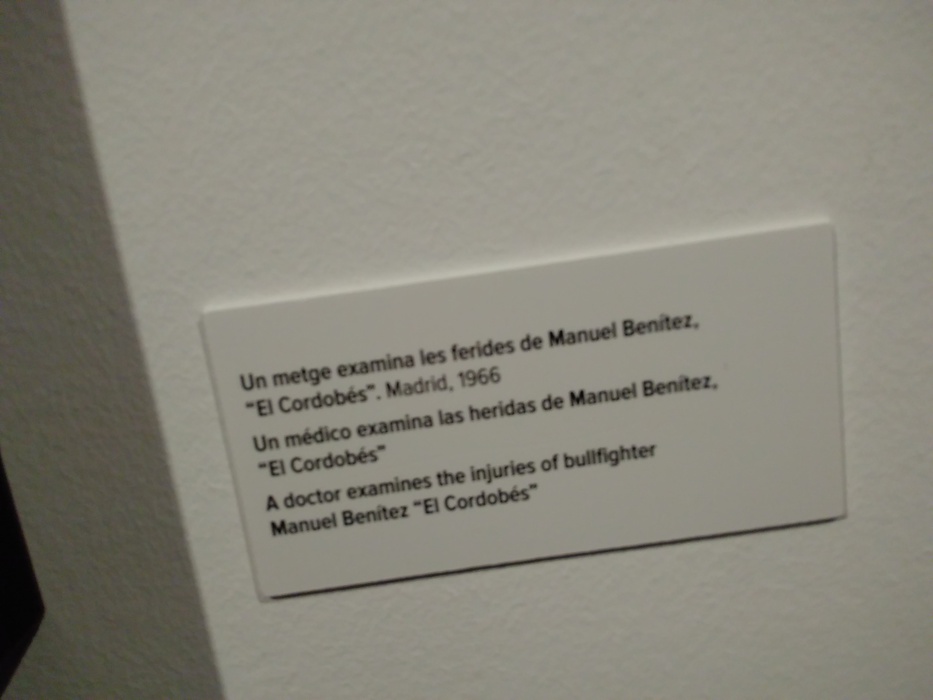 Un metge examina les ferides de Manuel Benítez,
“El Cordobés”. Madrid, 1966
Un médico examina las heridas de Manuel Benítez,
“El Cordobés”
A doctor examines the injuries of bullfighter
Manuel Benítez “El Cordobés”